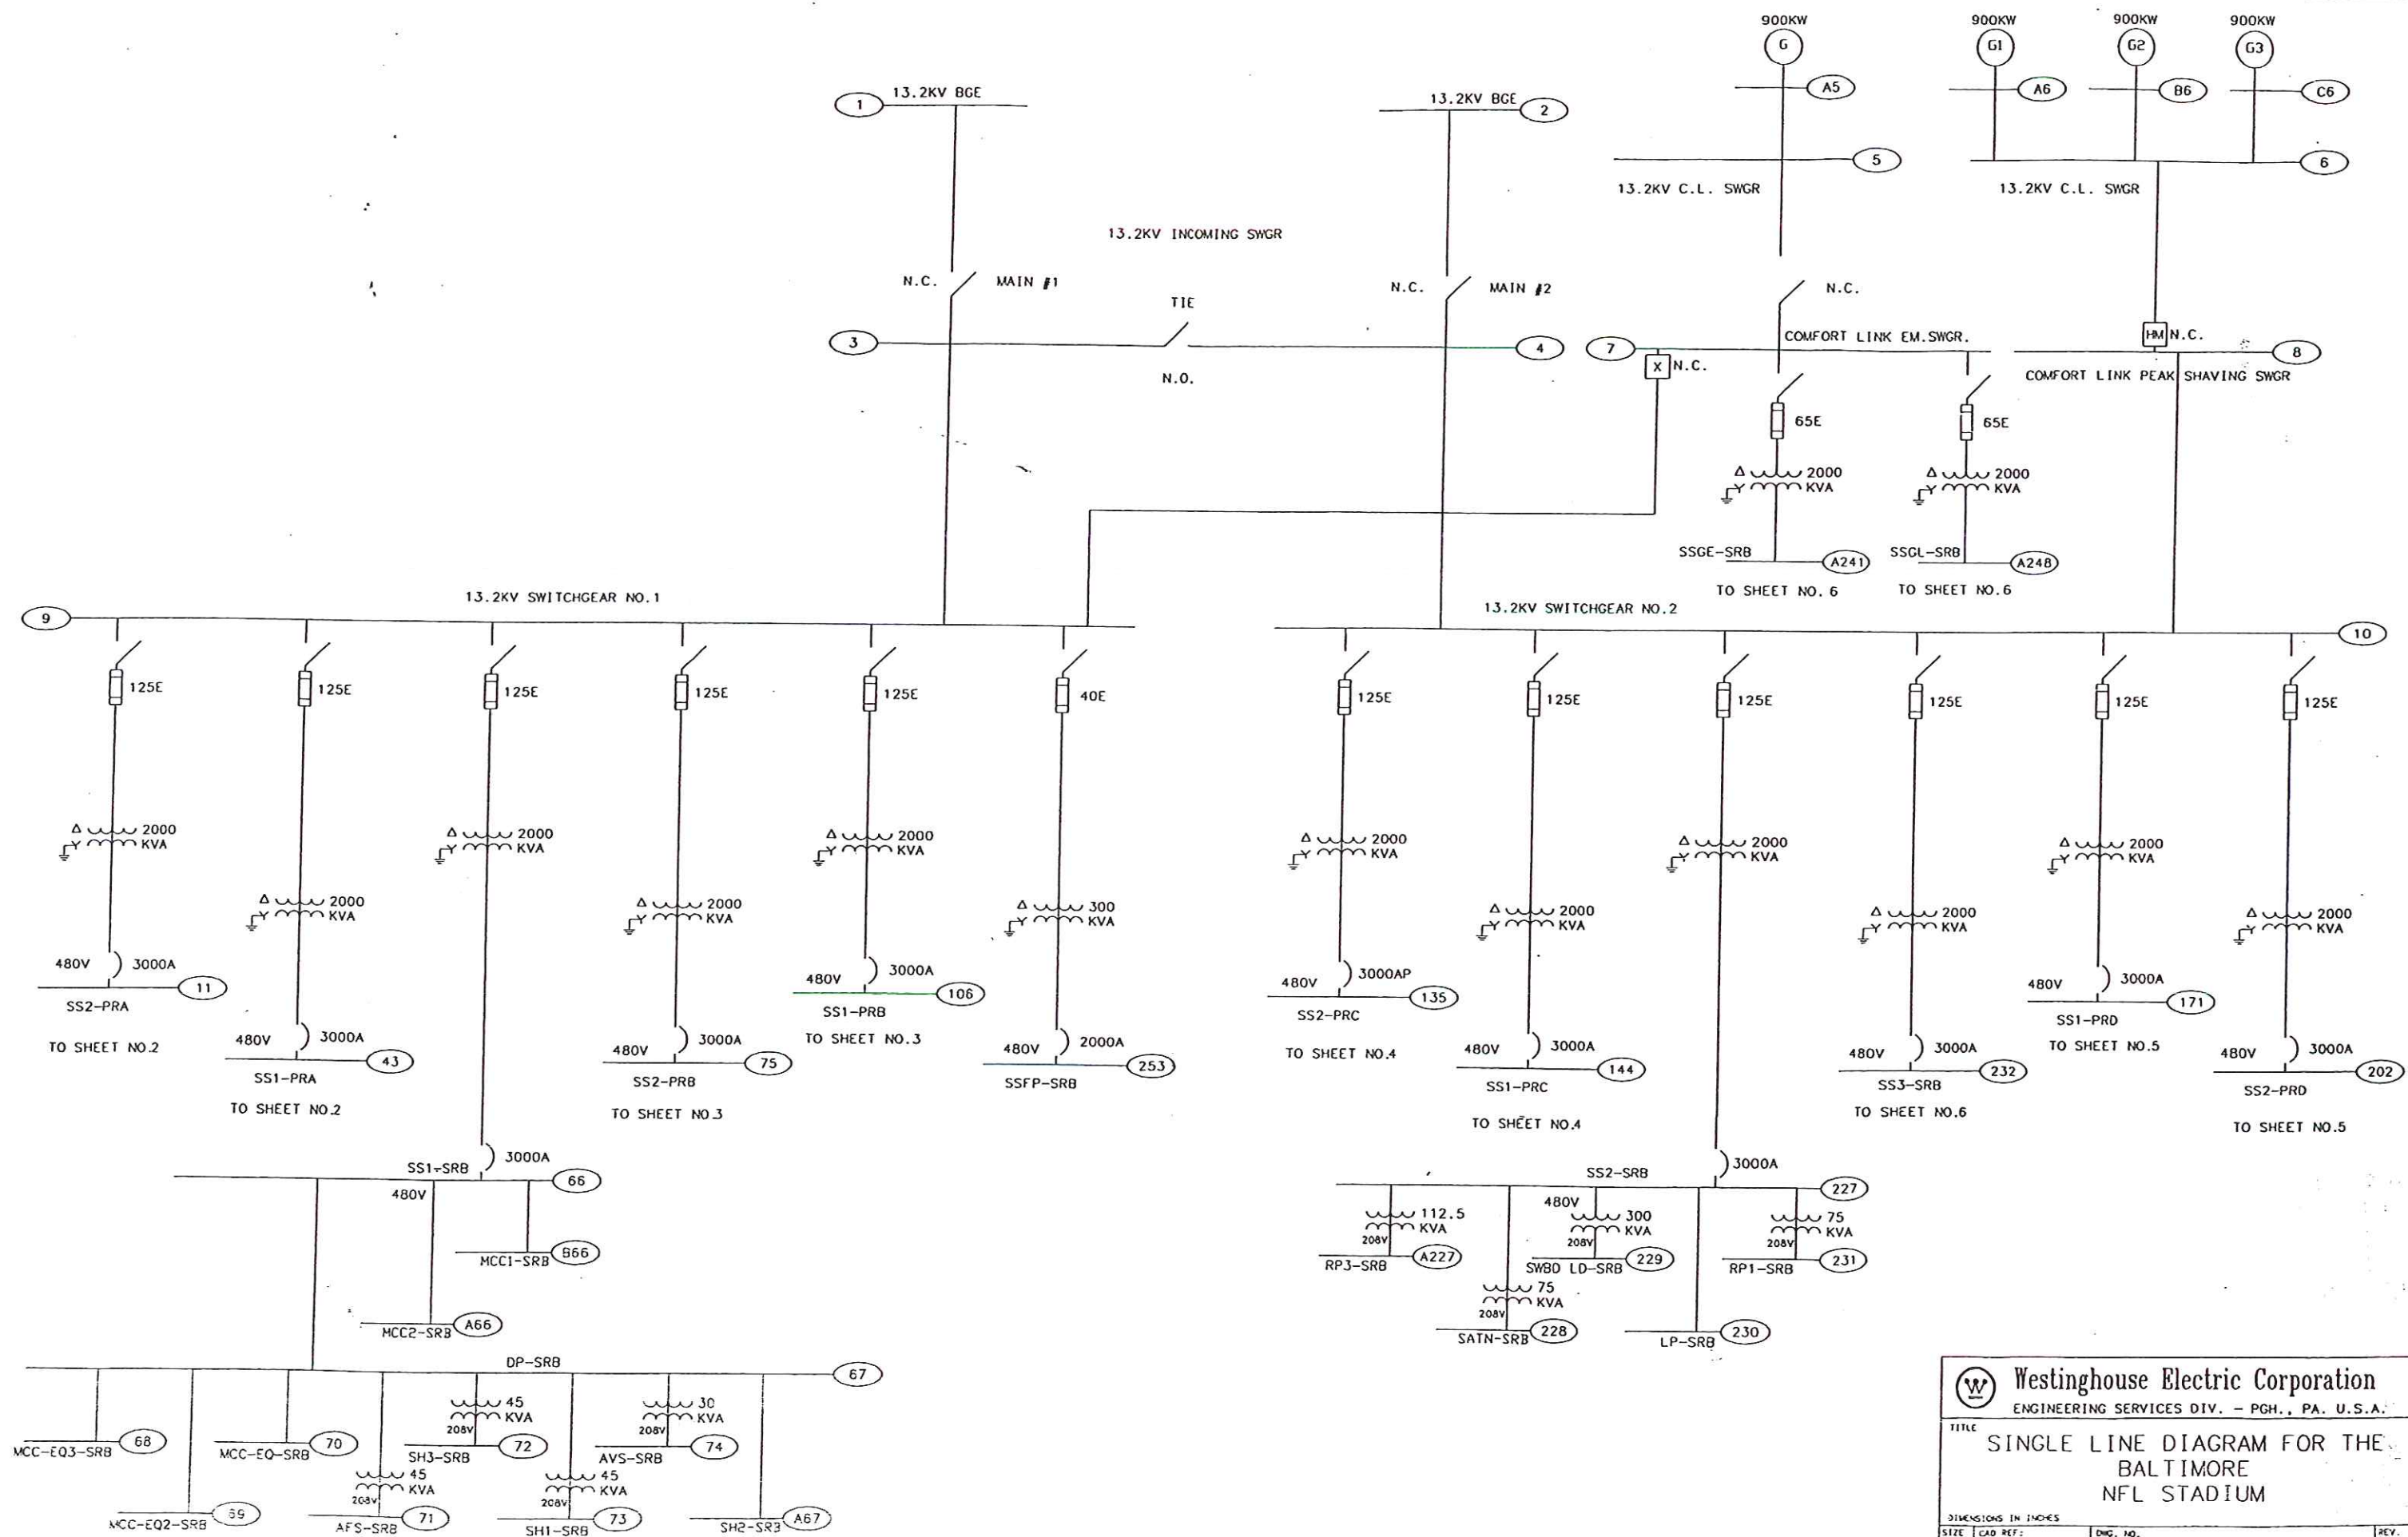 900KW
900KW
900KW
900KW
G
G1
G2
G3
A5
A6
B6
C6
1
13.2KV BGE
13.2KV BGE
2
5
6
13.2KV C.L. SWGR
13.2KV C.L. SWGR
13.2KV INCOMING SWGR
N.C.
MAIN #1
N.C.
MAIN #2
N.C.
TIE
3
4
7
COMFORT LINK EM.SWGR.
HM
N.C.
8
N.O.
X
N.C.
COMFORT LINK PEAK SHAVING SWGR
65E
65E
Δ
2000
Y
KVA
Δ
2000
Y
KVA
SSGE-SRB
A241
SSGL-SRB
A248
TO SHEET NO. 6
TO SHEET NO.6
13.2KV SWITCHGEAR NO.1
13.2KV SWITCHGEAR NO.2
9
10
125E
125E
125E
125E
125E
40E
125E
125E
125E
125E
125E
125E
Δ
2000
Y
KVA
Δ
2000
Y
KVA
Δ
2000
Y
KVA
Δ
2000
Y
KVA
Δ
2000
Y
KVA
Δ
2000
Y
KVA
Δ
2000
Y
KVA
Δ
2000
Y
KVA
Δ
300
Y
KVA
Δ
2000
Y
KVA
Δ
2000
Y
KVA
Δ
2000
Y
KVA
480V
3000A
11
SS2-PRA
TO SHEET NO.2
480V
3000A
43
SS1-PRA
TO SHEET NO.2
480V
3000A
75
SS2-PRB
TO SHEET NO.3
480V
3000A
106
SS1-PRB
TO SHEET NO.3
480V
2000A
253
SSFP-SRB
480V
3000AP
135
SS2-PRC
TO SHEET NO.4
480V
3000A
144
SS1-PRC
TO SHEET NO.4
480V
3000A
232
SS3-SRB
TO SHEET NO.6
480V
3000A
171
SS1-PRD
TO SHEET NO.5
480V
3000A
202
SS2-PRD
TO SHEET NO.5
SS1-SRB
3000A
66
480V
MCC1-SRB
B66
MCC2-SRB
A66
SS2-SRB
3000A
227
112.5
KVA
208V
RP3-SRB
A227
480V
300
KVA
208V
SWBD LD-SRB
229
75
KVA
208V
RP1-SRB
231
75
KVA
208V
SATN-SRB
228
LP-SRB
230
DP-SRB
67
MCC-EQ3-SRB
68
MCC-EQ-SRB
70
45
KVA
208V
SH3-SRB
72
30
KVA
208V
AVS-SRB
74
MCC-EQ2-SRB
69
45
KVA
208V
AFS-SRB
71
45
KVA
208V
SH1-SRB
73
SH2-SRB
A67
W
Westinghouse Electric Corporation
ENGINEERING SERVICES DIV. - PGH., PA. U.S.A.
TITLE
SINGLE LINE DIAGRAM FOR THE
BALTIMORE
NFL STADIUM
DIMENSIONS IN INCHES
SIZE
CAD REF:
DWG. NO.
REV.